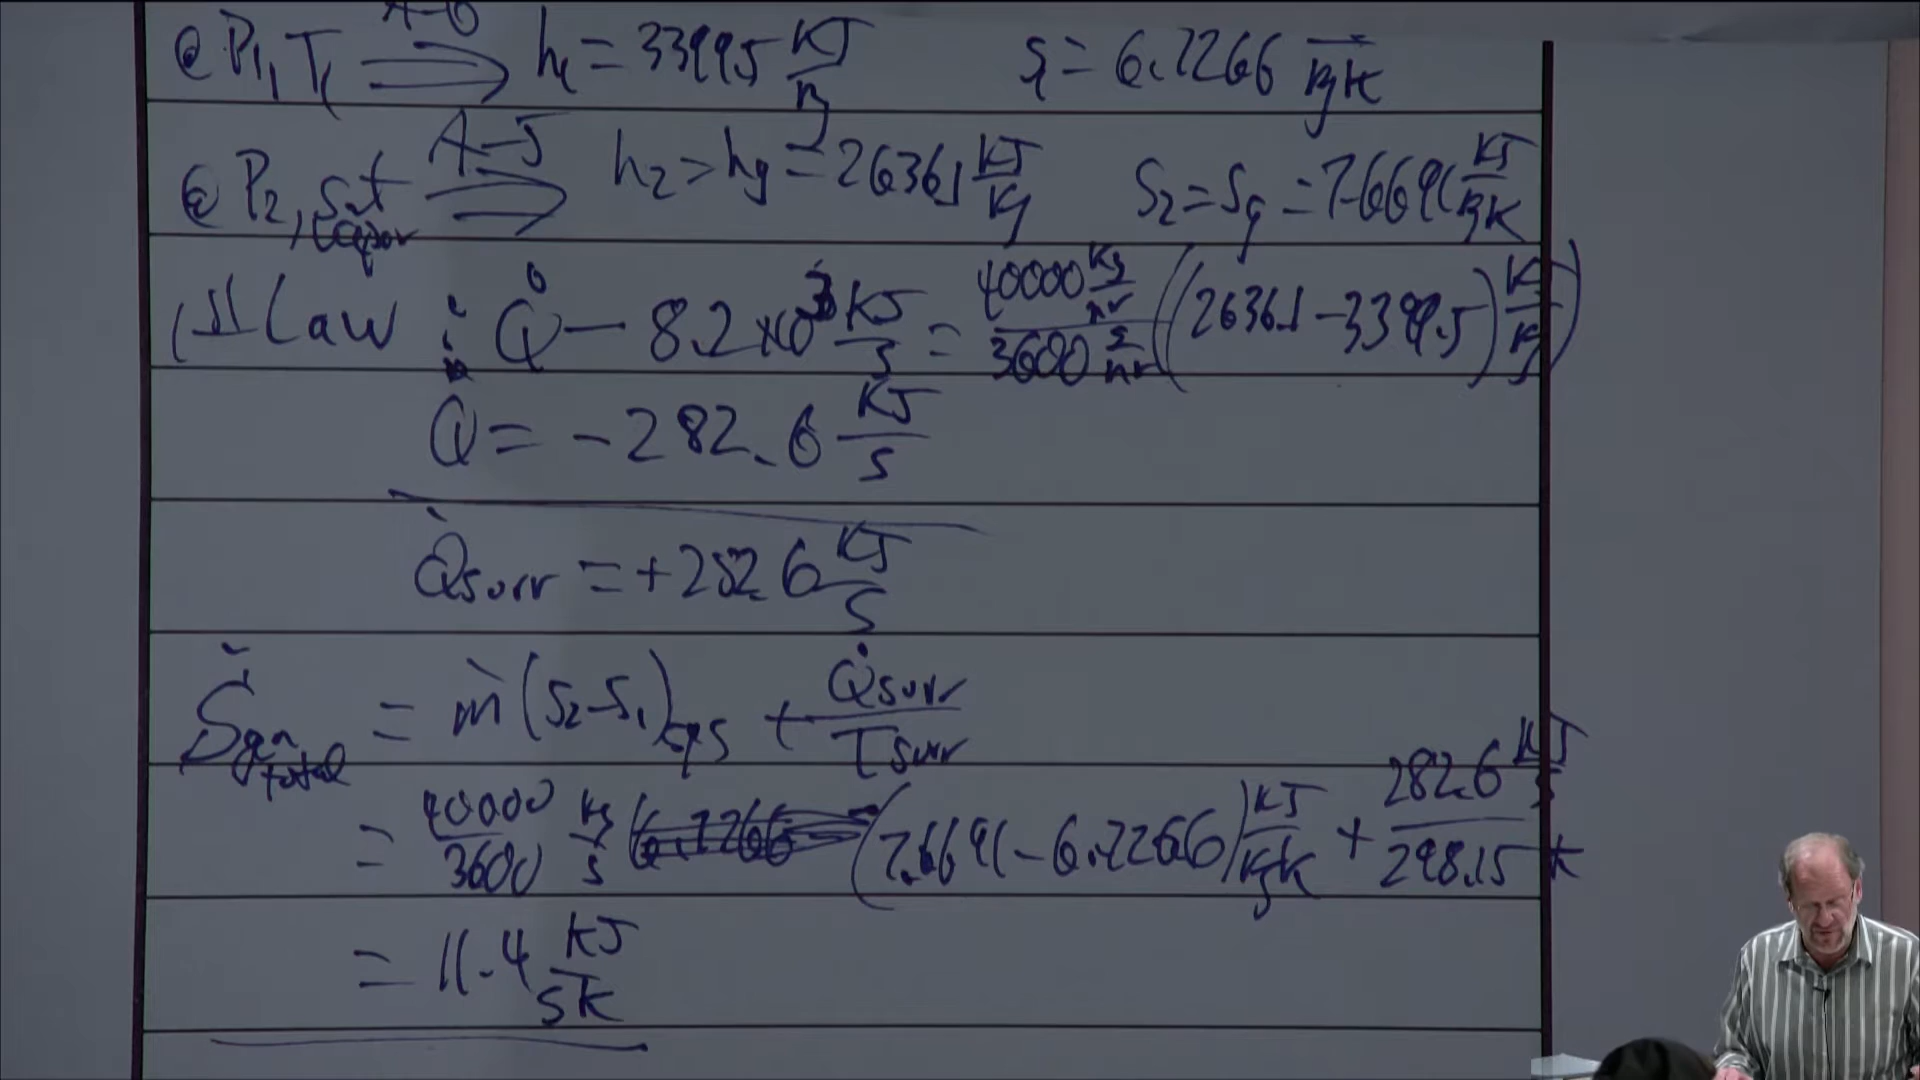 @ P₁, T₁ A-6 ⟹ h₁ = 3399.5 KJ/kg s₁ = 6.7266 /kgK
@ P₂, sat vapor A-5 ⟹ h₂ = hg = 2636.1 KJ/kg S₂ = Sg = 7.6691 KJ/kgK
1st Law : Q̇ - 8.2 x 10³ KJ/s = 40000 kg/hr / 3600 s/hr ((2636.1 - 3399.5) KJ/kg)
Q = -282.6 KJ/s
Q̇surr = +282.6 KJ/s
Ṡgen total = ṁ (S₂ - S₁)sys + Q̇surr/Tsurr
= 40000/3600 kg/s (7.6691 - 6.7266) KJ/kgK + 282.6 KJ/s / 298.15 K
= 11.4 KJ/sK